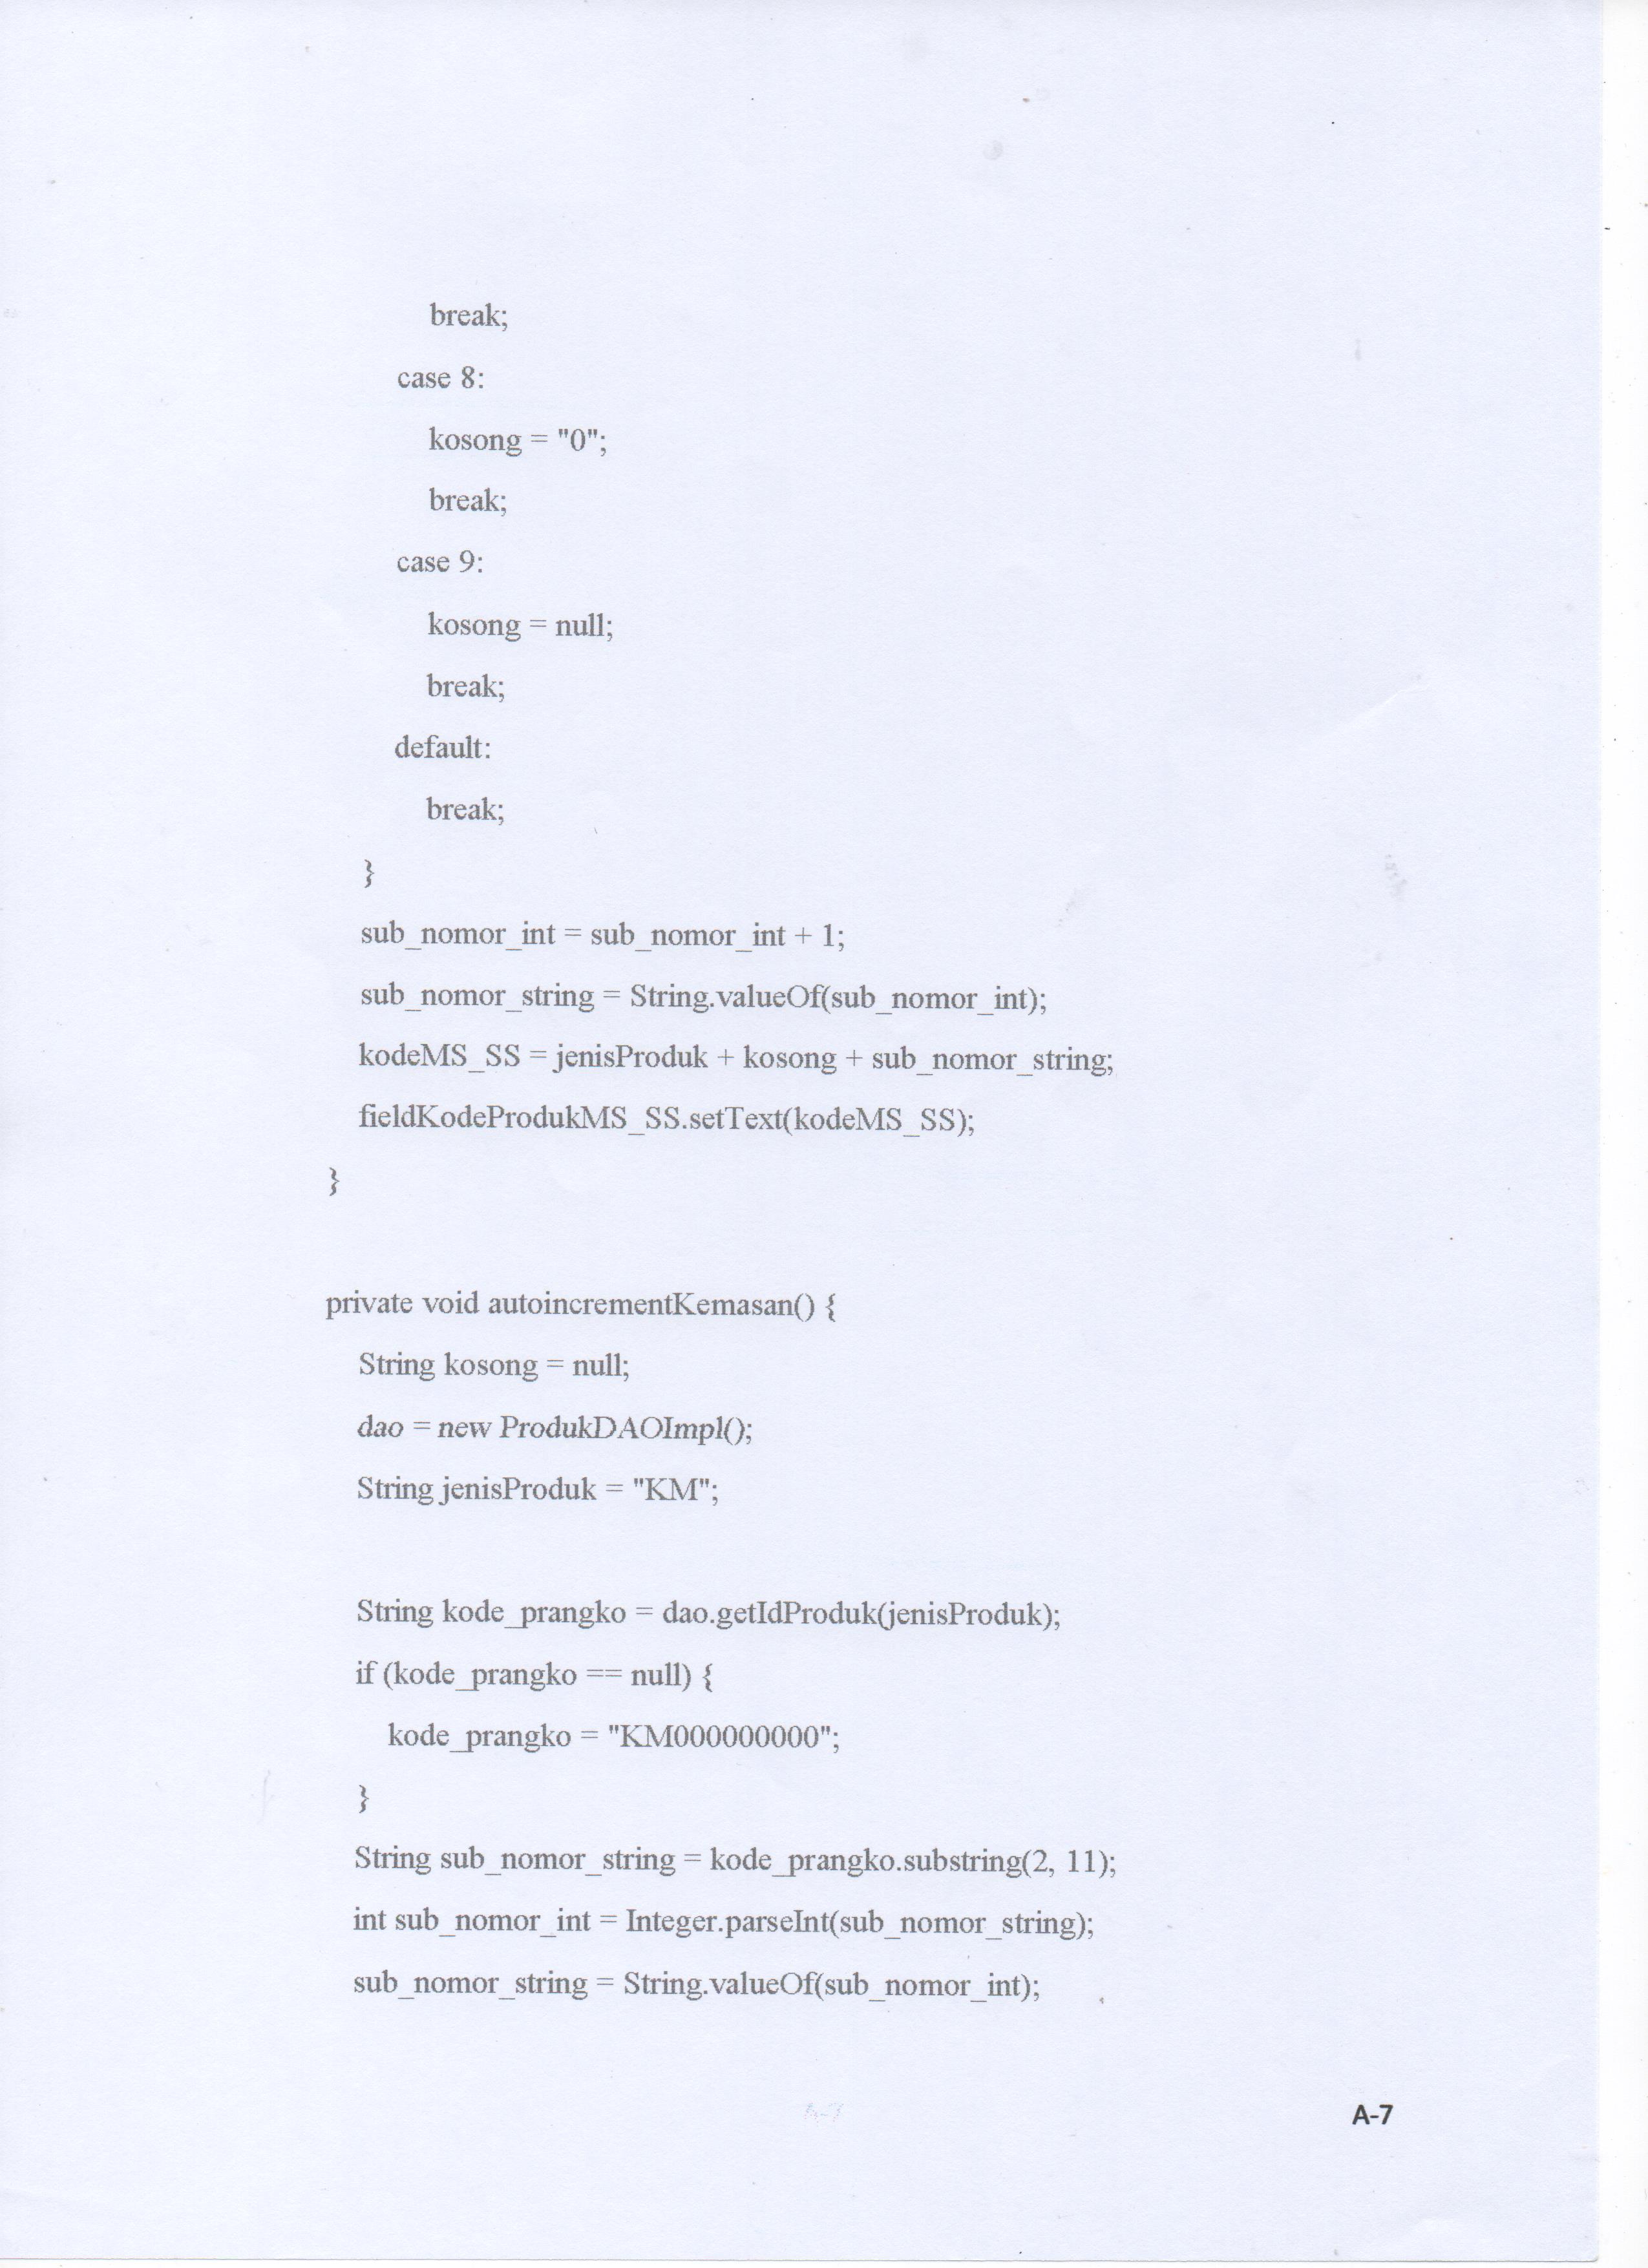 break;
case 8:
kosong = "0";
break;
case 9:
kosong = null;
break;
default:
break;
}
sub_nomor_int = sub_nomor_int + 1;
sub_nomor_string = String.valueOf(sub_nomor_int);
kodeMS_SS = jenisProduk + kosong + sub_nomor_string;
fieldKodeProdukMS_SS.setText(kodeMS_SS);
}
private void autoincrementKemasan() {
String kosong = null;
dao = new ProdukDAOImpl();
String jenisProduk = "KM";
String kode_prangko = dao.getIdProduk(jenisProduk);
if (kode_prangko == null) {
kode_prangko = "KM000000000";
}
String sub_nomor_string = kode_prangko.substring(2, 11);
int sub_nomor_int = Integer.parseInt(sub_nomor_string);
sub_nomor_string = String.valueOf(sub_nomor_int);
A-7